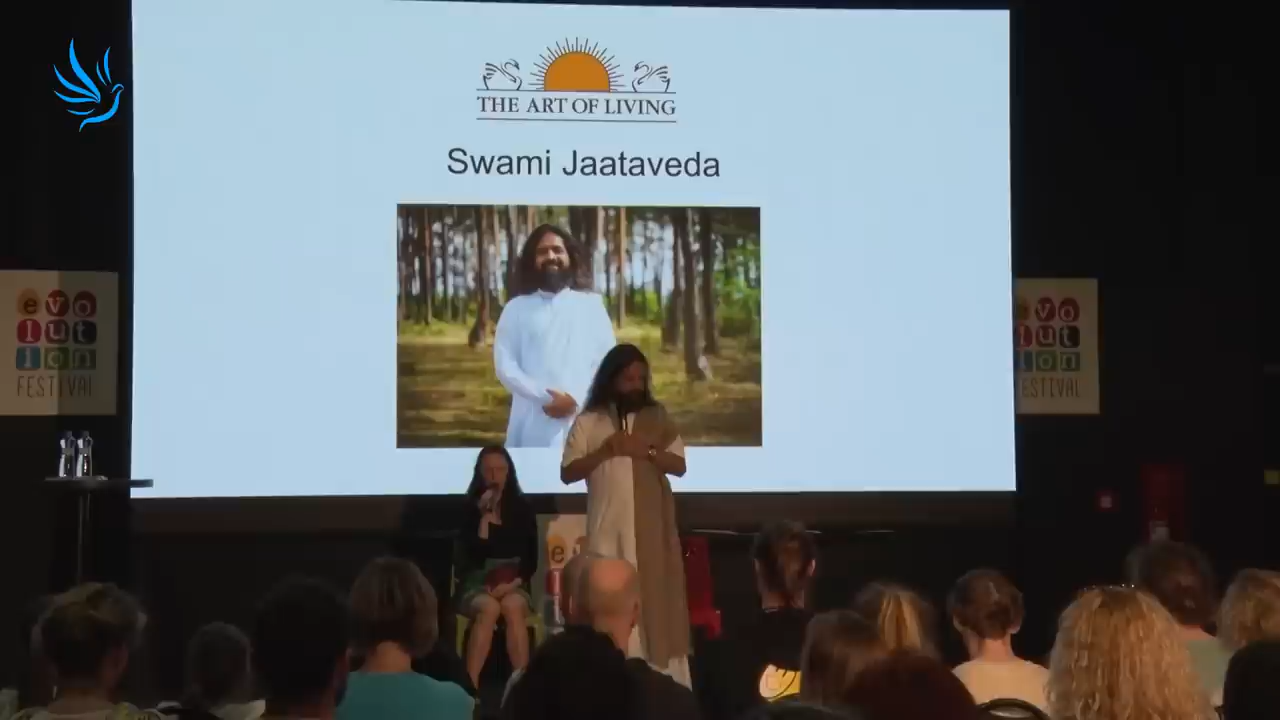 THE ART OF LIVING
Swami Jaataveda
evo
lut
ion
FESTIVAL
evo
lut
ion
FESTIVAL
e